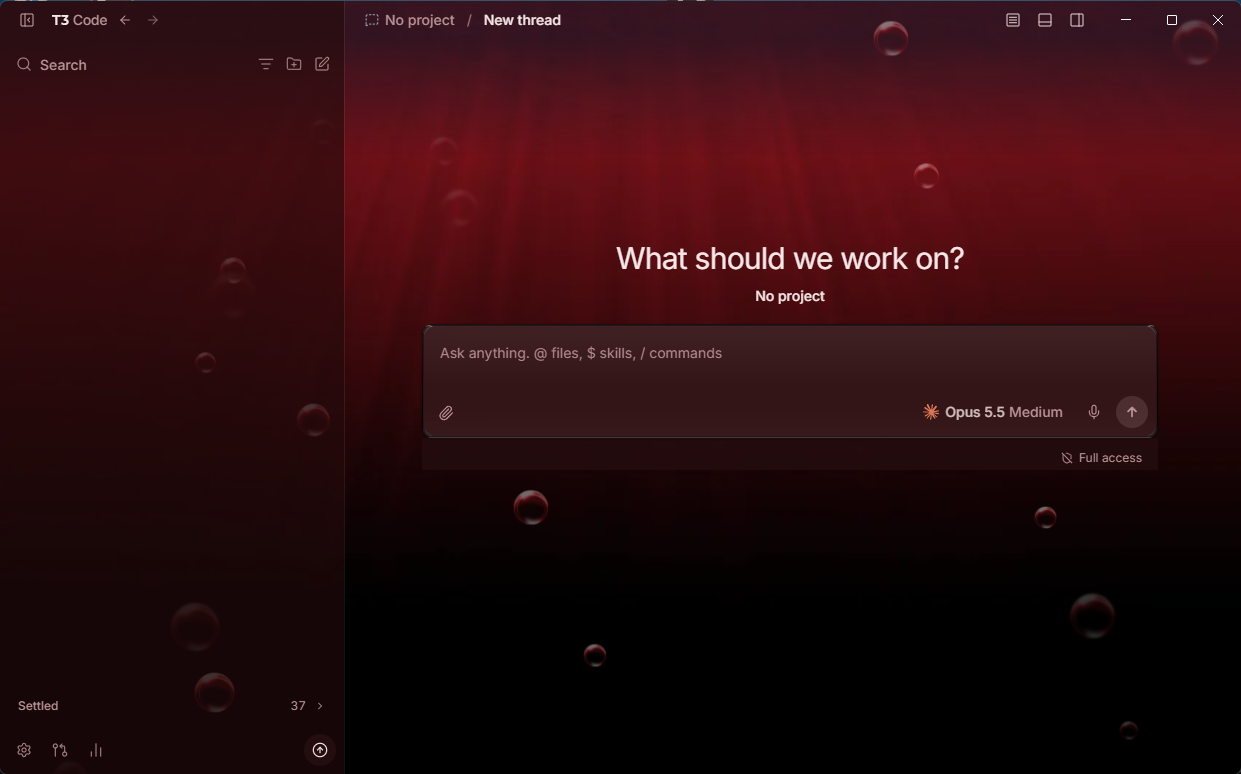 T3 Code
No project / New thread
Search
What should we work on?
No project
Ask anything. @ files, $ skills, / commands
Opus 5.5 Medium
Full access
Settled 37